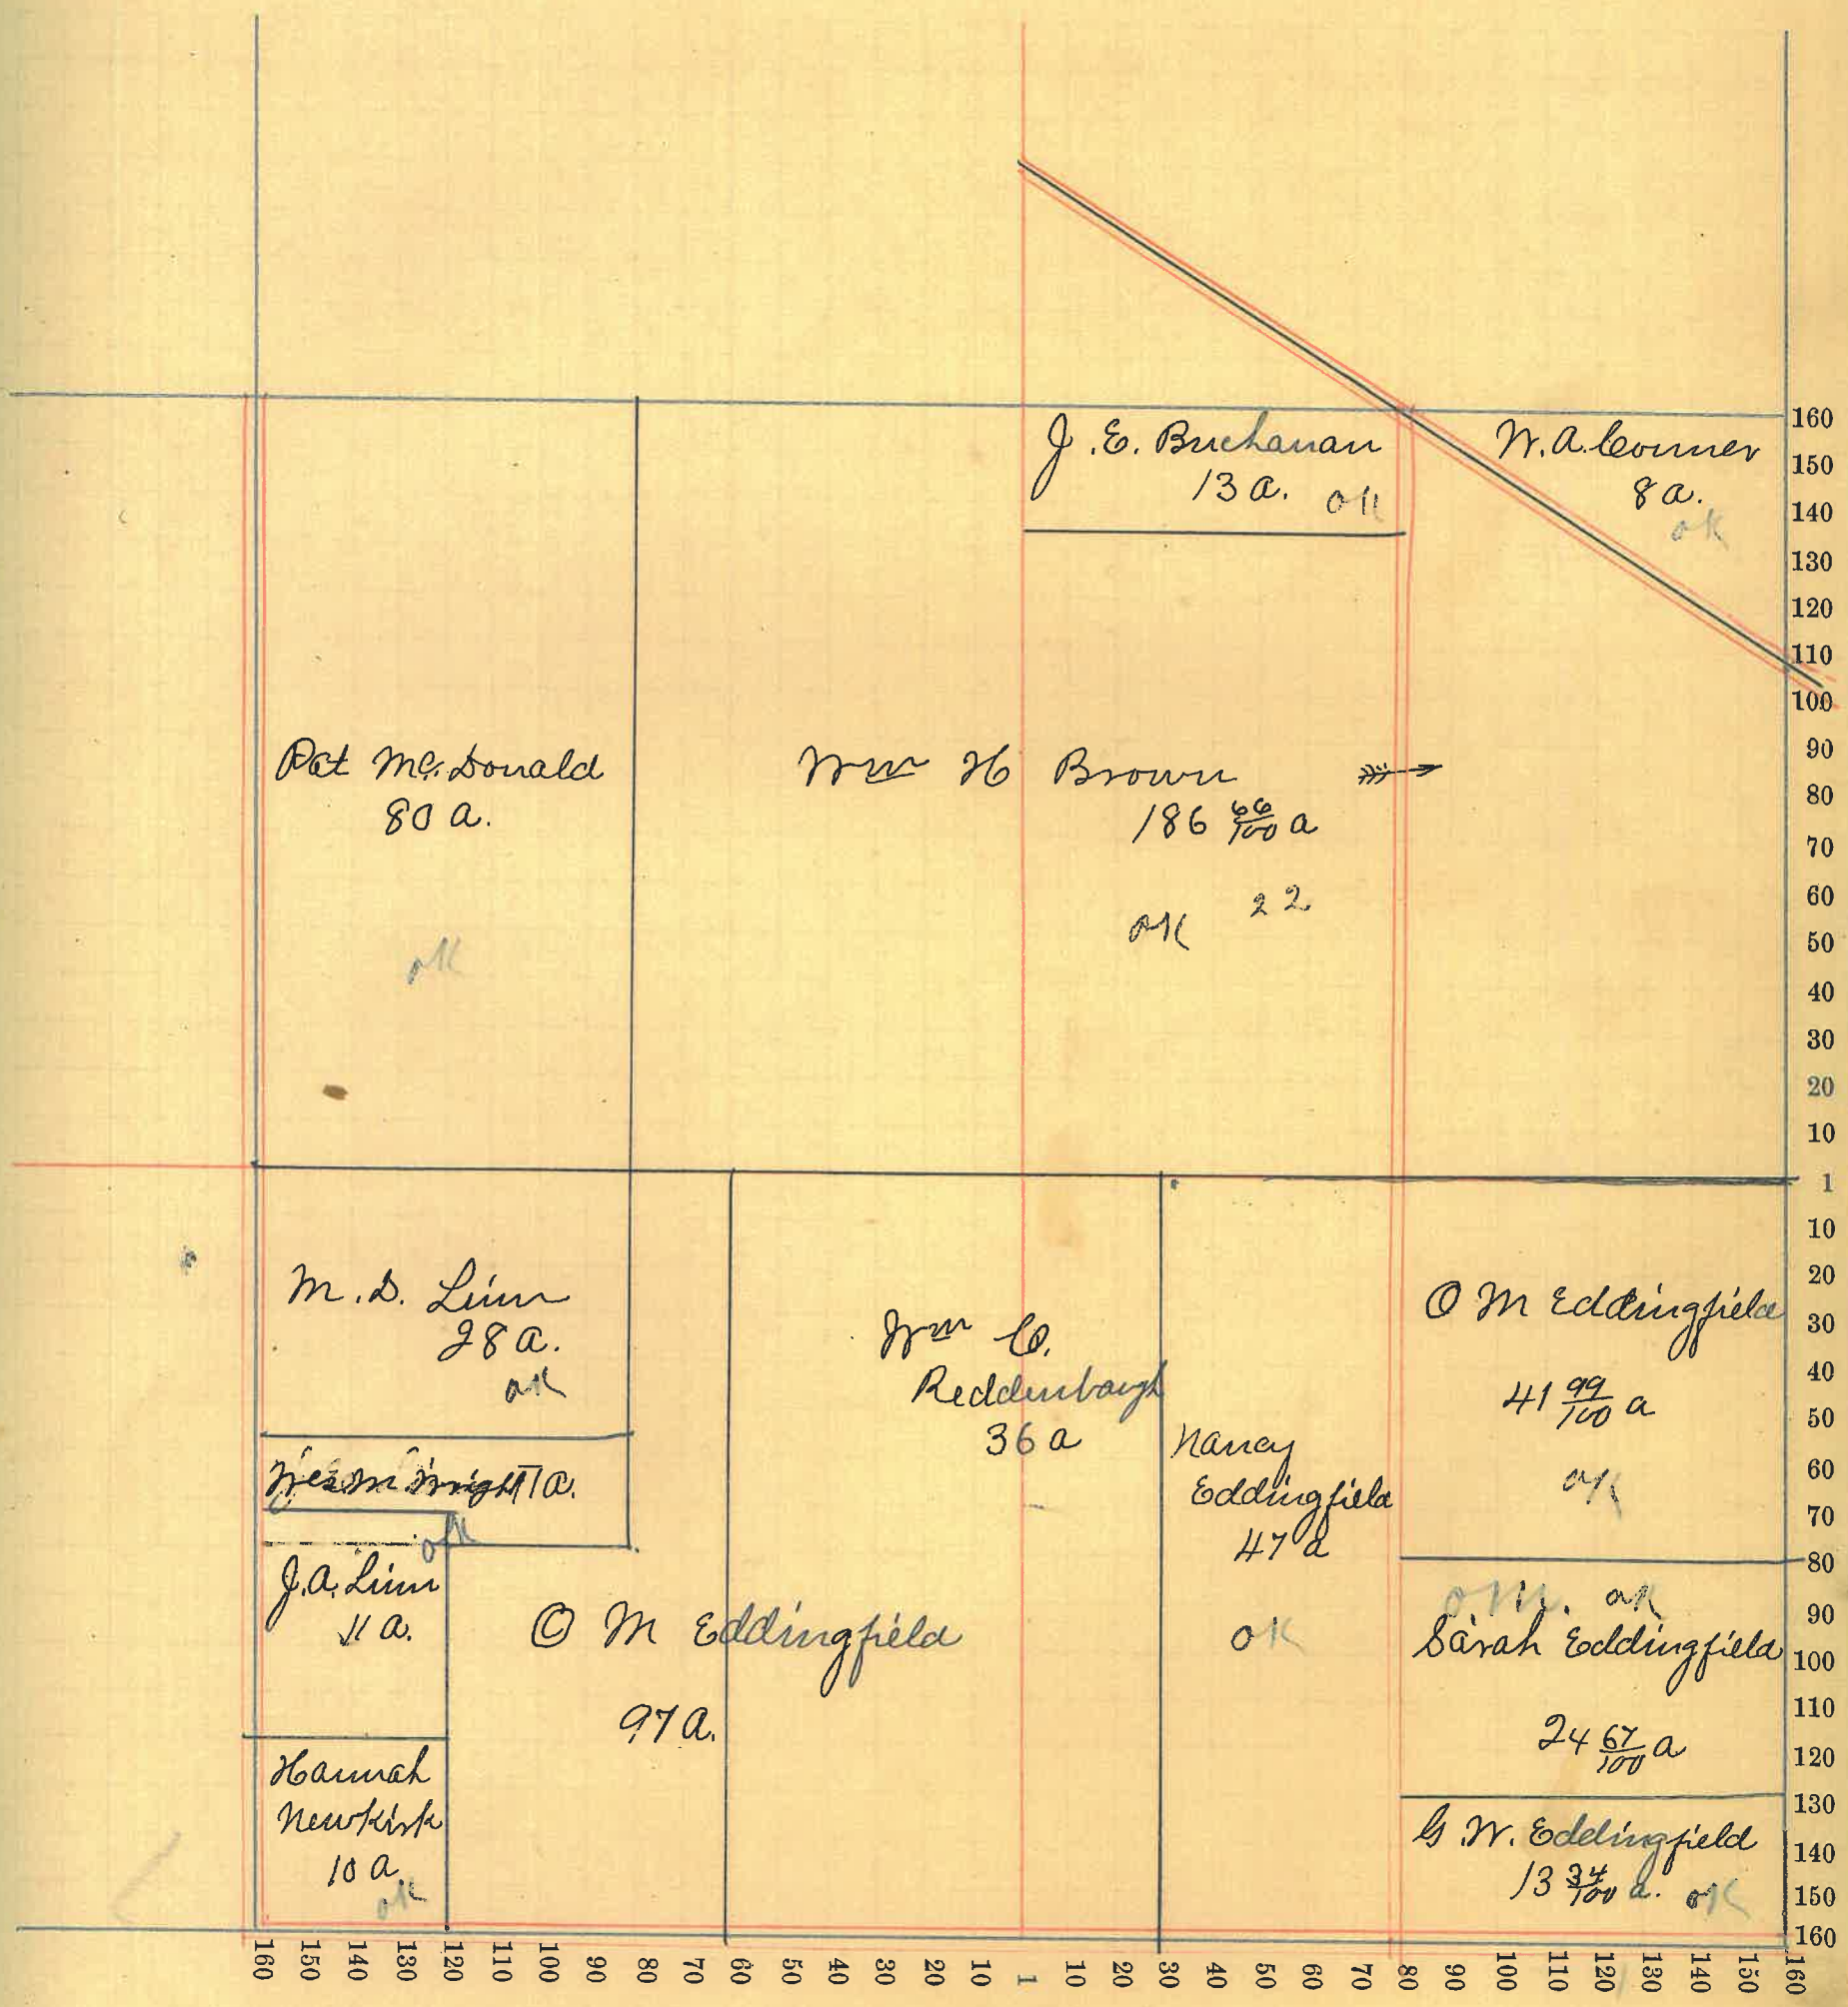 J. E. Buchanan
13 a. OK
W. A. Conner
8 a.
OK
160
150
140
130
120
110
100
90
80
70
60
50
40
30
20
10
1
10
20
30
40
50
60
70
80
90
100
110
120
130
140
150
160
Pat Mc. Donald
80 a.
OK
Wm H Brown
186 66/100 a
OK 22
M. D. Linn
28 a.
OK
Wright 11 a.
OK
J. A. Linn
11 a.
Hannah
Newkirk
10 a.
OK
O M Eddingfield
97 a.
Wm C.
Reddenbaugh
36 a
Nancy
Eddingfield
47 a
OK
O M Eddingfield
41 99/100 a
OK
O M. OK
Sarah Eddingfield
24 67/100 a
G. W. Eddingfield
13 34/100 a. OK
160 150 140 130 120 110 100 90 80 70 60 50 40 30 20 10 1 10 20 30 40 50 60 70 80 90 100 110 120 130 140 150 160